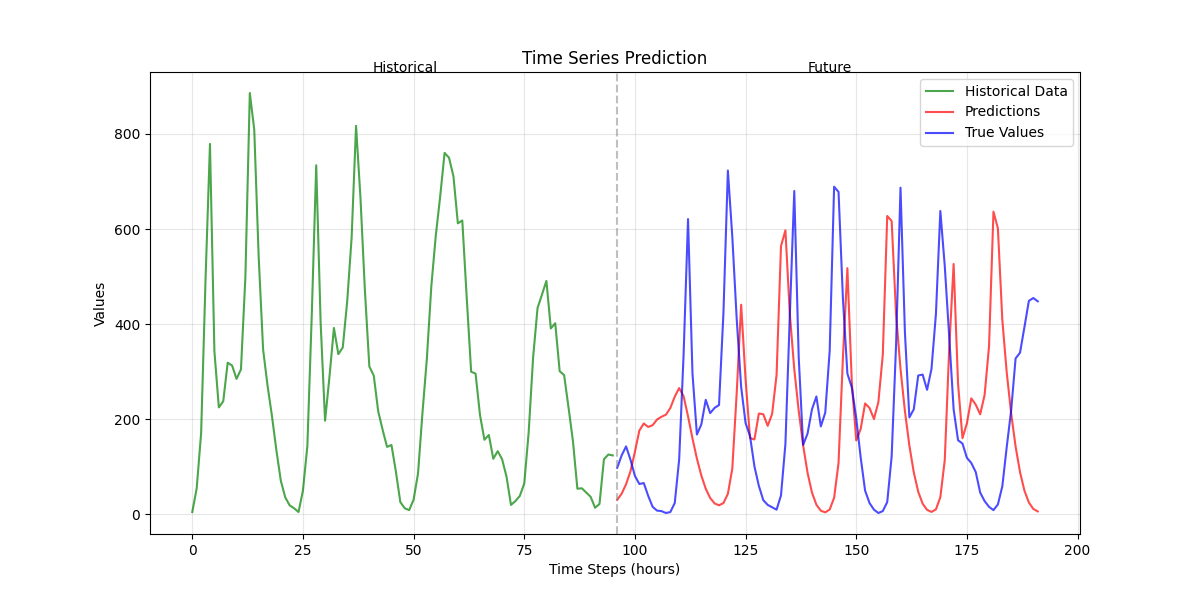 Time Series Prediction
Historical
Future
Historical Data
Predictions
True Values
Values
800
600
400
200
0
0
25
50
75
100
125
150
175
200
Time Steps (hours)